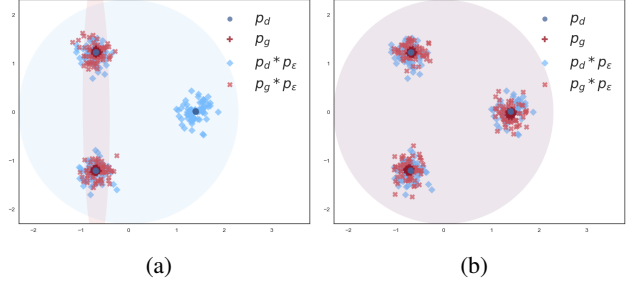 p_d
p_g
p_d * p_ε
p_g * p_ε
2
1
0
−1
−2
−2 −1 0 1 2 3
(a)
p_d
p_g
p_d * p_ε
p_g * p_ε
2
1
0
−1
−2
−2 −1 0 1 2 3
(b)